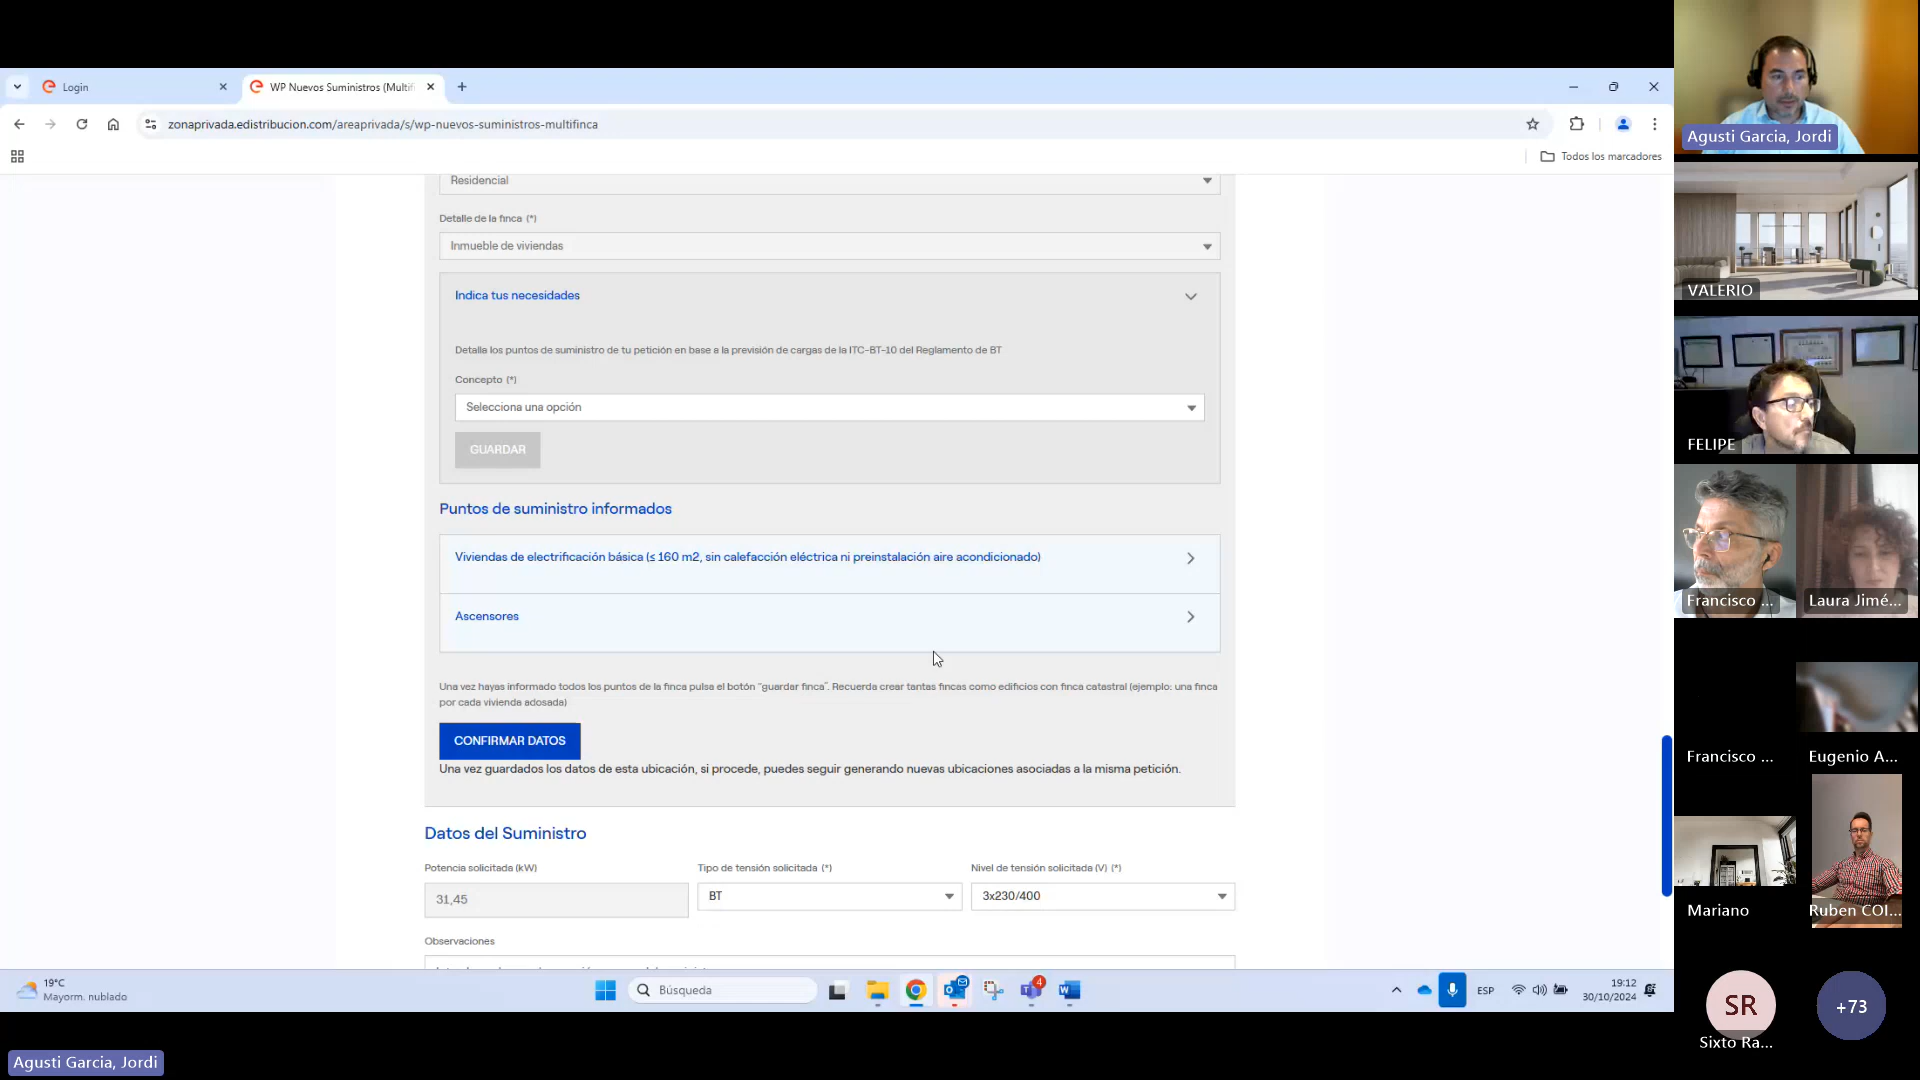 Login
WP Nuevos Suministros (Multifi
zonaprivada.edistribucion.com/areaprivada/s/wp-nuevos-suministros-multifinca
Todos los marcadores
Residencial
Detalle de la finca (*)
Inmueble de viviendas
Indica tus necesidades
Detalla los puntos de suministro de tu petición en base a la previsión de cargas de la ITC-BT-10 del Reglamento de BT
Concepto (*)
Selecciona una opción
GUARDAR
Puntos de suministro informados
Viviendas de electrificación básica (≤ 160 m2, sin calefacción eléctrica ni preinstalación aire acondicionado)
Ascensores
Una vez hayas informado todos los puntos de la finca pulsa el botón "guardar finca". Recuerda crear tantas fincas como edificios con finca catastral (ejemplo: una finca
por cada vivienda adosada)
CONFIRMAR DATOS
Una vez guardados los datos de esta ubicación, si procede, puedes seguir generando nuevas ubicaciones asociadas a la misma petición.
Datos del Suministro
Potencia solicitada (kW)
Tipo de tensión solicitada (*)
Nivel de tensión solicitada (V) (*)
31,45
BT
3x230/400
Observaciones
19°C
Mayorm. nublado
Búsqueda
4
ESP
19:12
30/10/2024
Agusti Garcia, Jordi
Agusti Garcia, Jordi
VALERIO
FELIPE
Francisco ...
Laura Jimé...
Francisco ...
Eugenio A...
Mariano
Ruben COI...
SR
Sixto Ra...
+73